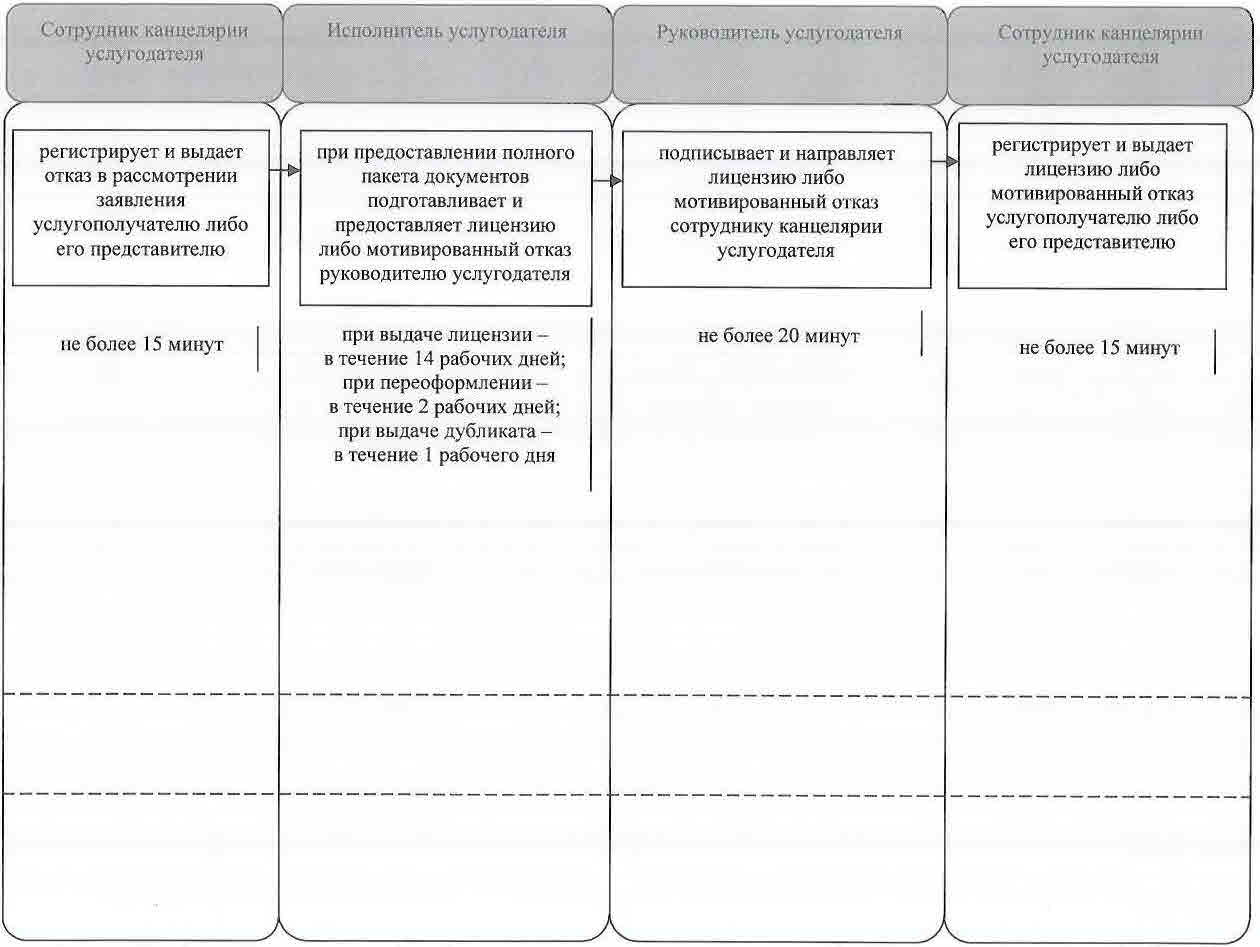 Сотрудник канцелярии
услугодателя
Исполнитель услугодателя
Руководитель услугодателя
Сотрудник канцелярии
услугодателя
регистрирует и выдает
отказ в рассмотрении
заявления
услугополучателю либо
его представителю
при предоставлении полного
пакета документов
подготавливает и
предоставляет лицензию
либо мотивированный отказ
руководителю услугодателя
подписывает и направляет
лицензию либо
мотивированный отказ
сотруднику канцелярии
услугодателя
регистрирует и выдает
лицензию либо
мотивированный отказ
услугополучателю либо
его представителю
не более 15 минут
при выдаче лицензии –
в течение 14 рабочих дней;
при переоформлении –
в течение 2 рабочих дней;
при выдаче дубликата –
в течение 1 рабочего дня
не более 20 минут
не более 15 минут